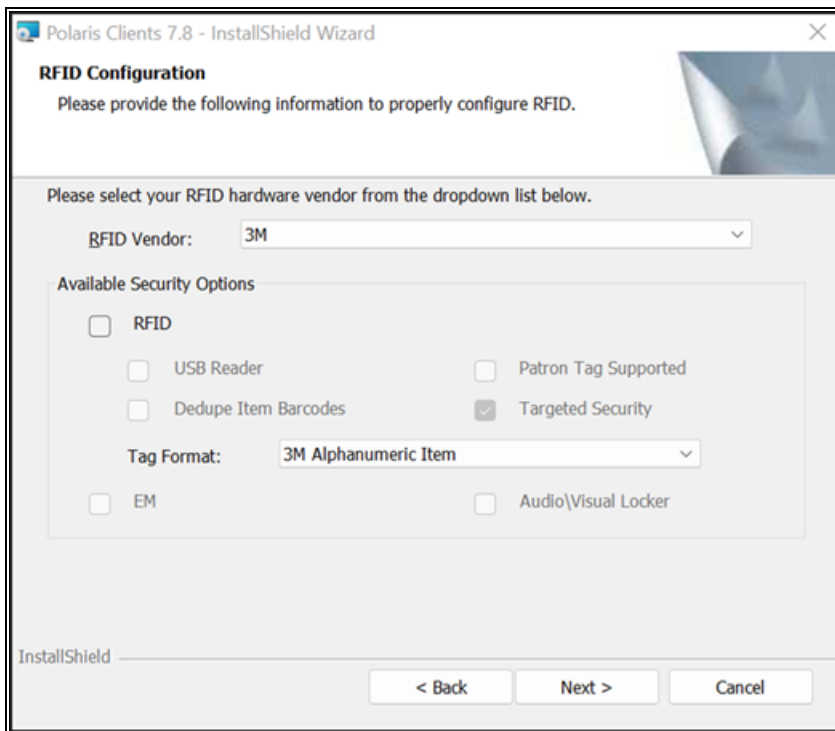 Polaris Clients 7.8 - InstallShield Wizard
RFID Configuration
Please provide the following information to properly configure RFID.
Please select your RFID hardware vendor from the dropdown list below.
RFID Vendor: 3M
Available Security Options
RFID
USB Reader Patron Tag Supported
Dedupe Item Barcodes Targeted Security
Tag Format: 3M Alphanumeric Item
EM Audio\Visual Locker
InstallShield
< Back Next > Cancel